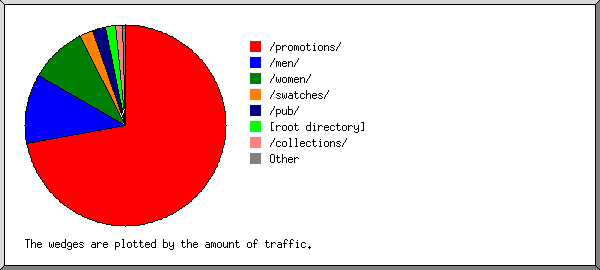 /promotions/
/men/
/women/
/swatches/
/pub/
[root directory]
/collections/
Other
The wedges are plotted by the amount of traffic.